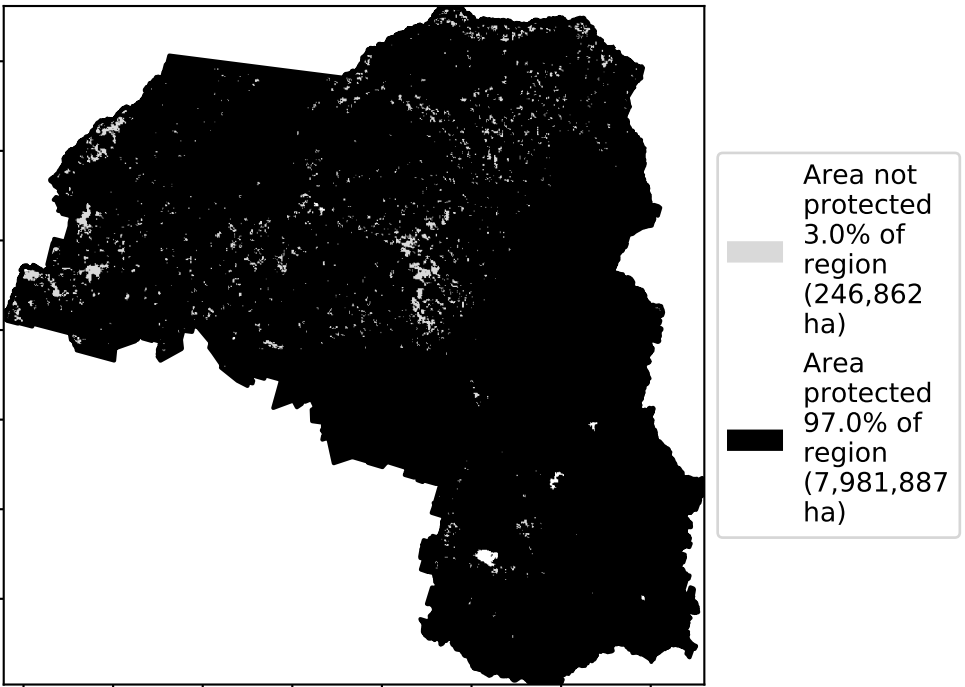 Area not
protected
3.0% of
region
(246,862
ha)
Area
protected
97.0% of
region
(7,981,887
ha)